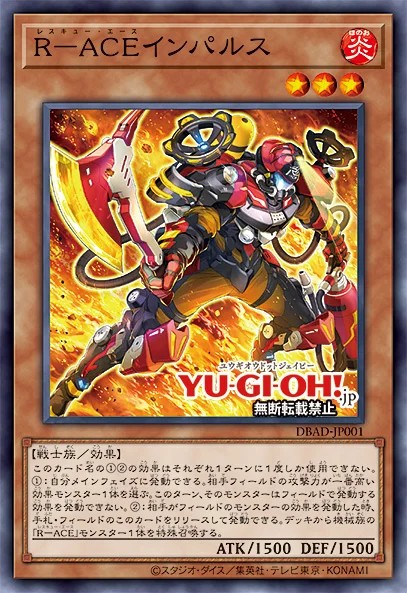 レスキュー・エース
R－ACEインパルス
ほのお
炎
ユウギオウドットジェイピー
YU-GI-OH!.jp
無断転載禁止
DBAD-JP001
【戦士族／効果】
このカード名の①②の効果はそれぞれ１ターンに１度しか使用できない。
①：自分メインフェイズに発動できる。相手フィールドの攻撃力が一番高い
効果モンスター１体を選ぶ。このターン、そのモンスターはフィールドで発動する
効果を発動できない。②：相手がフィールドのモンスターの効果を発動した時、
手札・フィールドのこのカードをリリースして発動できる。デッキから機械族の
レスキュー・エース
「R－ACE」モンスター１体を特殊召喚する。
ATK/1500 DEF/1500
©スタジオ・ダイス／集英社・テレビ東京・KONAMI